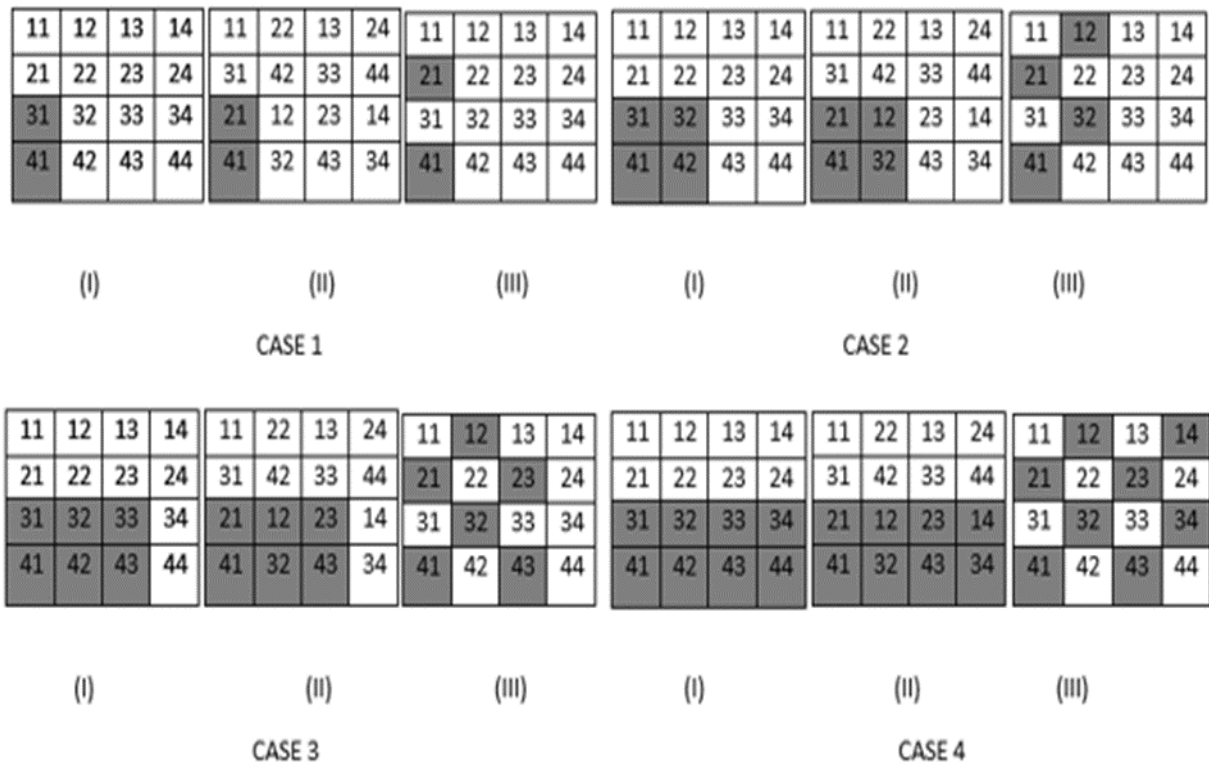 11 12 13 14 11 22 13 24 11 12 13 14 11 12 13 14 11 22 13 24 11 12 13 14
21 22 23 24 31 42 33 44 21 22 23 24 21 22 23 24 31 42 33 44 21 22 23 24
31 32 33 34 21 12 23 14 31 32 33 34 31 32 33 34 21 12 23 14 31 32 33 34
41 42 43 44 41 32 43 34 41 42 43 44 41 42 43 44 41 32 43 34 41 42 43 44
(I) (II) (III) (I) (II) (III)
CASE 1 CASE 2
11 12 13 14 11 22 13 24 11 12 13 14 11 12 13 14 11 22 13 24 11 12 13 14
21 22 23 24 31 42 33 44 21 22 23 24 21 22 23 24 31 42 33 44 21 22 23 24
31 32 33 34 21 12 23 14 31 32 33 34 31 32 33 34 21 12 23 14 31 32 33 34
41 42 43 44 41 32 43 34 41 42 43 44 41 42 43 44 41 32 43 34 41 42 43 44
(I) (II) (III) (I) (II) (III)
CASE 3 CASE 4